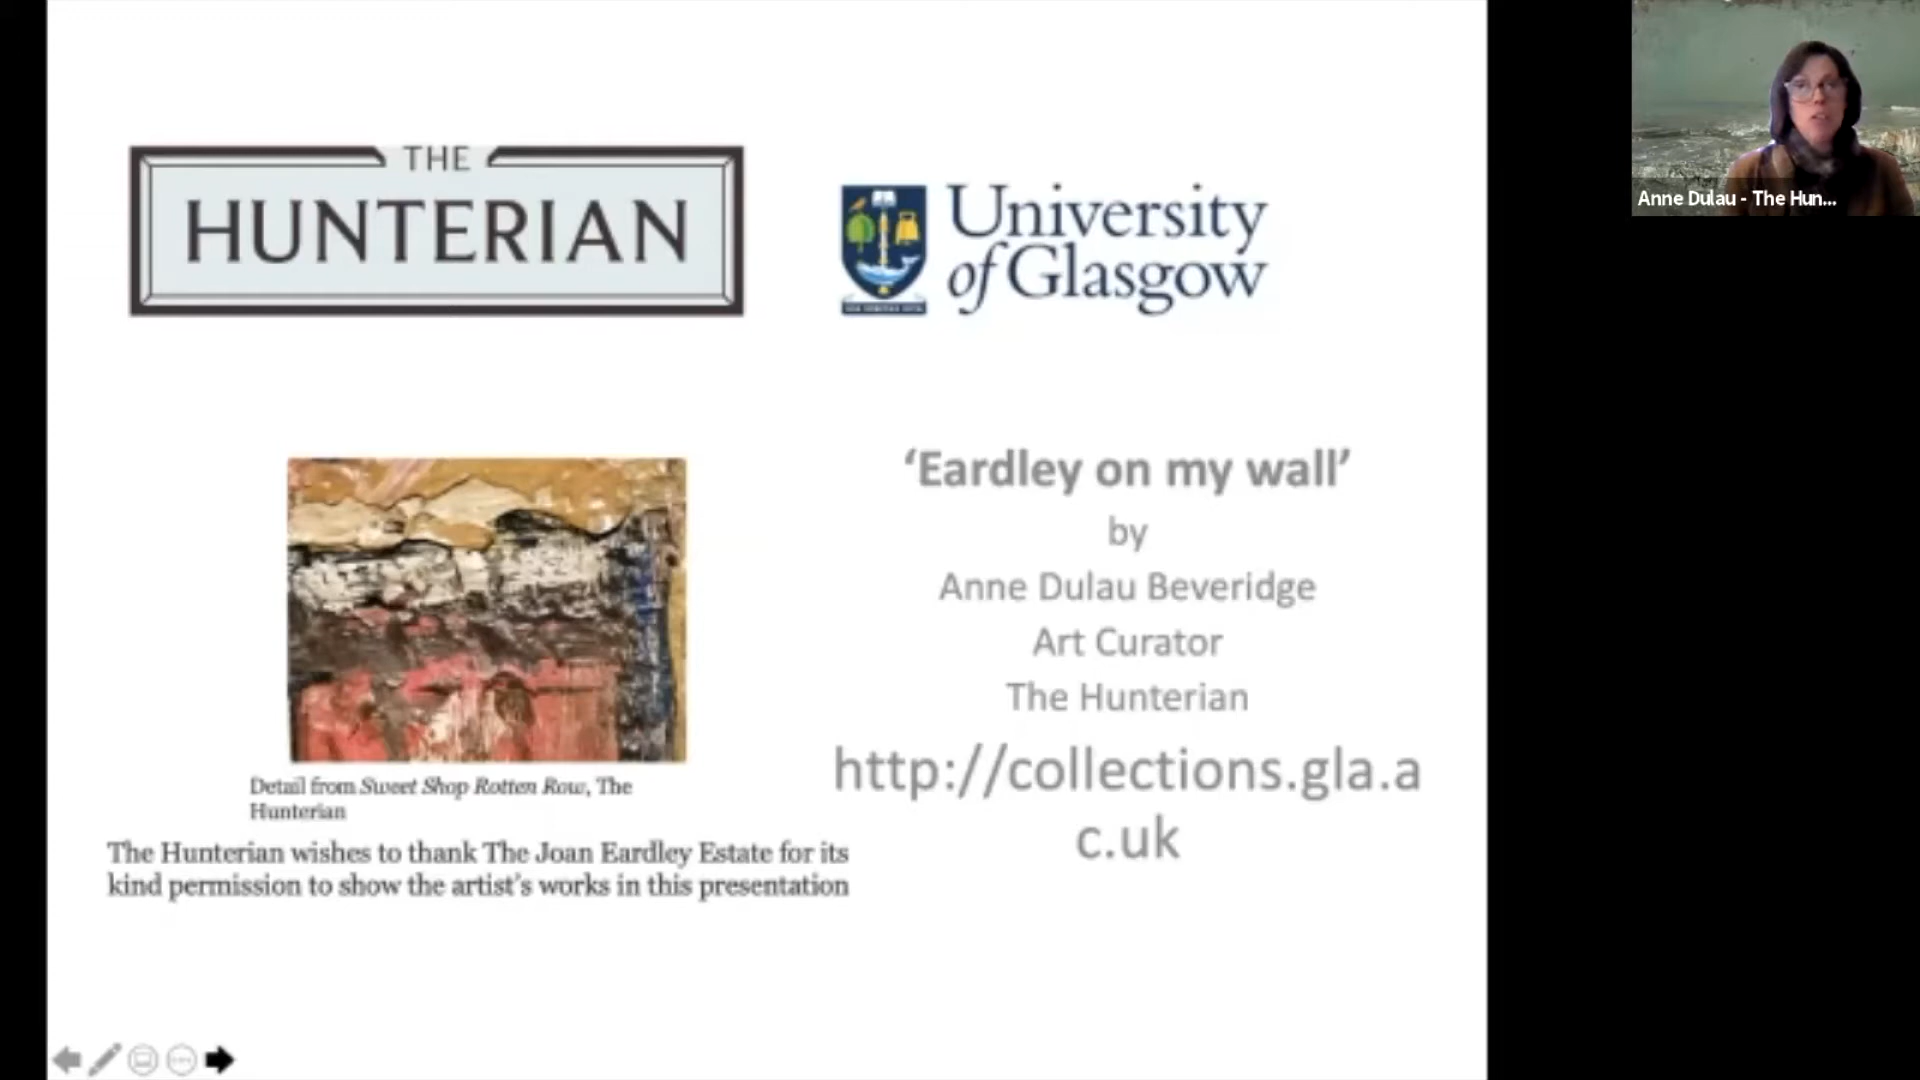 THE
HUNTERIAN
University
of Glasgow
‘Eardley on my wall’
by
Anne Dulau Beveridge
Art Curator
The Hunterian
http://collections.gla.a
c.uk
Detail from Sweet Shop Rotten Row, The
Hunterian
The Hunterian wishes to thank The Joan Eardley Estate for its
kind permission to show the artist’s works in this presentation
Anne Dulau - The Hun...